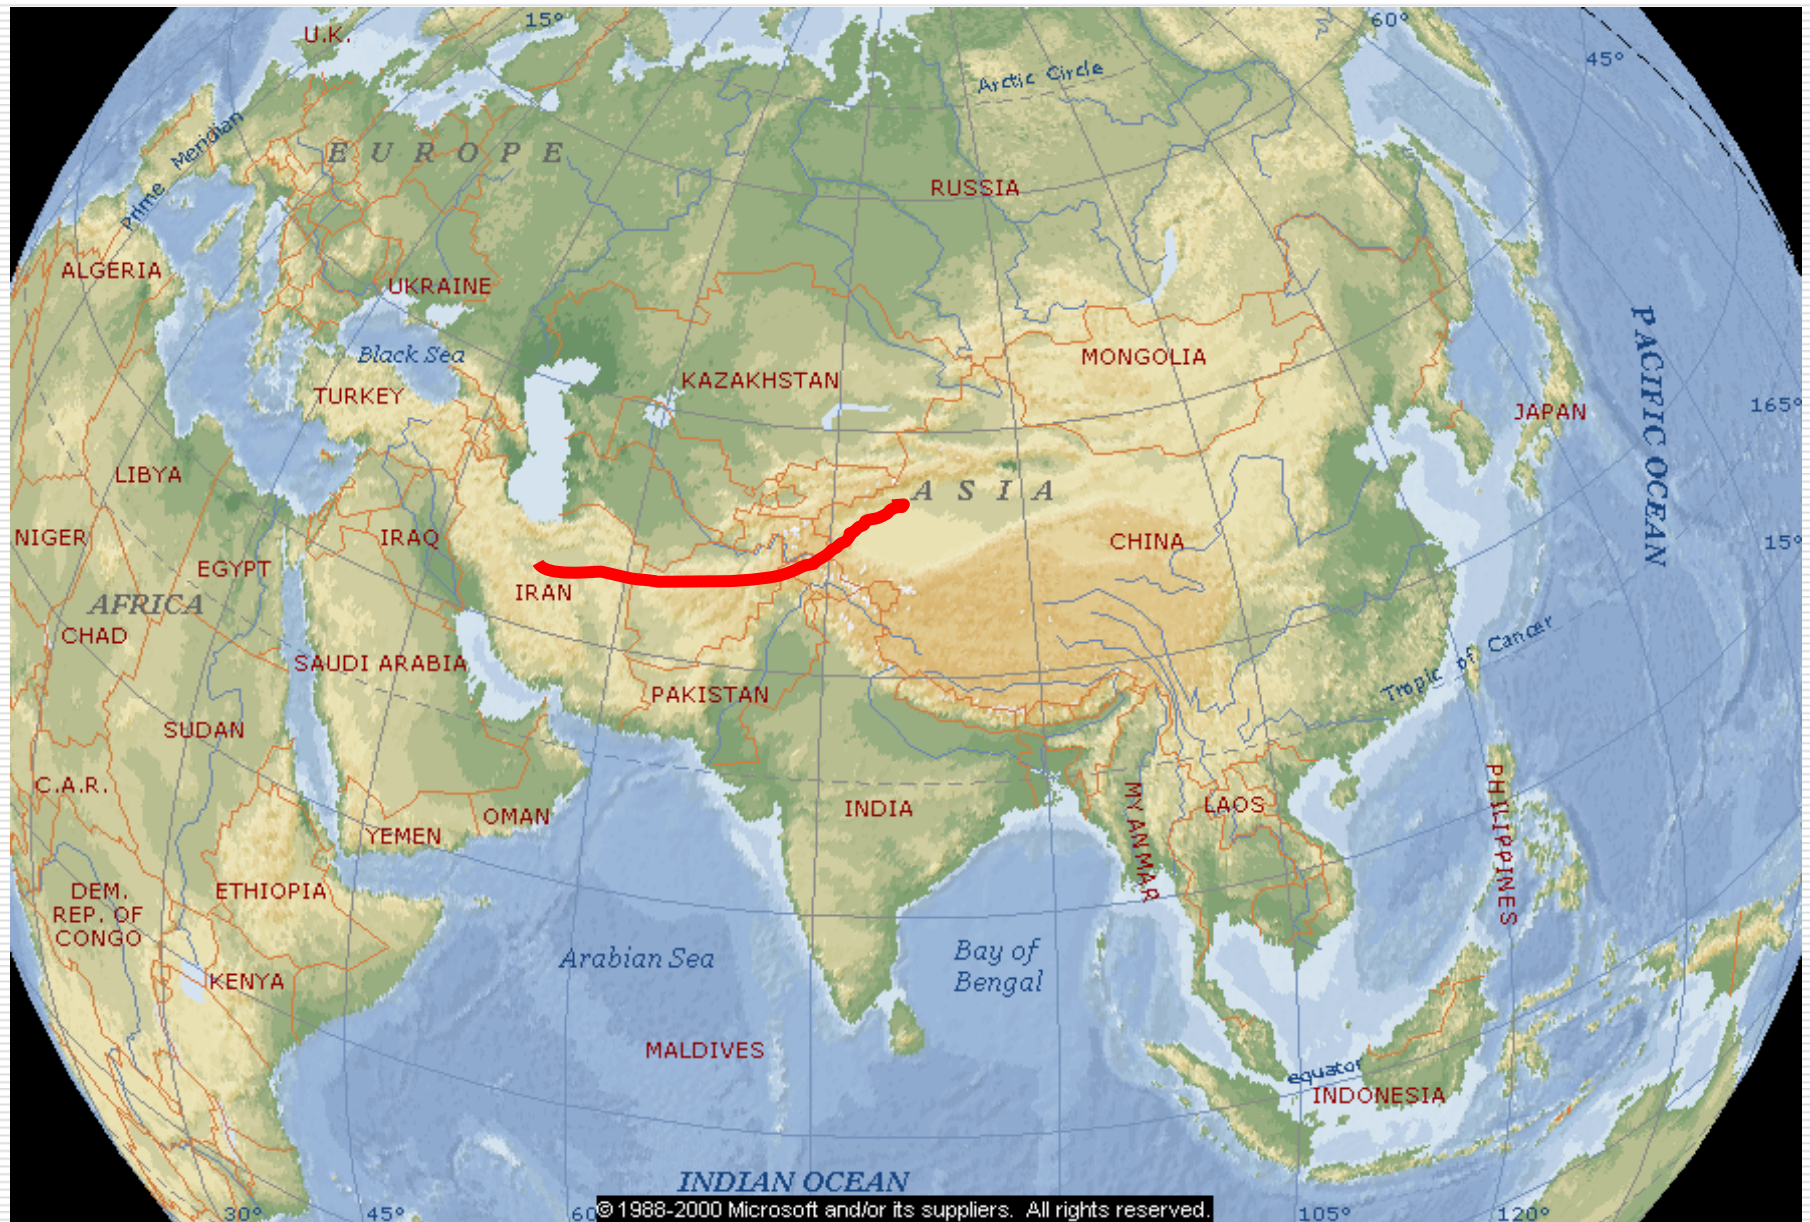 15°
60°
U.K.
45°
Arctic Circle
Prime Meridian
EUROPE
RUSSIA
ALGERIA
UKRAINE
PACIFIC OCEAN
Black Sea
MONGOLIA
KAZAKHSTAN
TURKEY
JAPAN
165°
LIBYA
ASIA
NIGER
IRAQ
CHINA
15°
EGYPT
IRAN
AFRICA
CHAD
Tropic of Cancer
SAUDI ARABIA
PAKISTAN
SUDAN
C.A.R.
MYANMAR
LAOS
PHILIPPINES
INDIA
OMAN
YEMEN
DEM.
REP. OF
CONGO
ETHIOPIA
Arabian Sea
Bay of
Bengal
KENYA
MALDIVES
equator
INDONESIA
INDIAN OCEAN
30°
45°
60
© 1988-2000 Microsoft and/or its suppliers. All rights reserved.
105°
120°